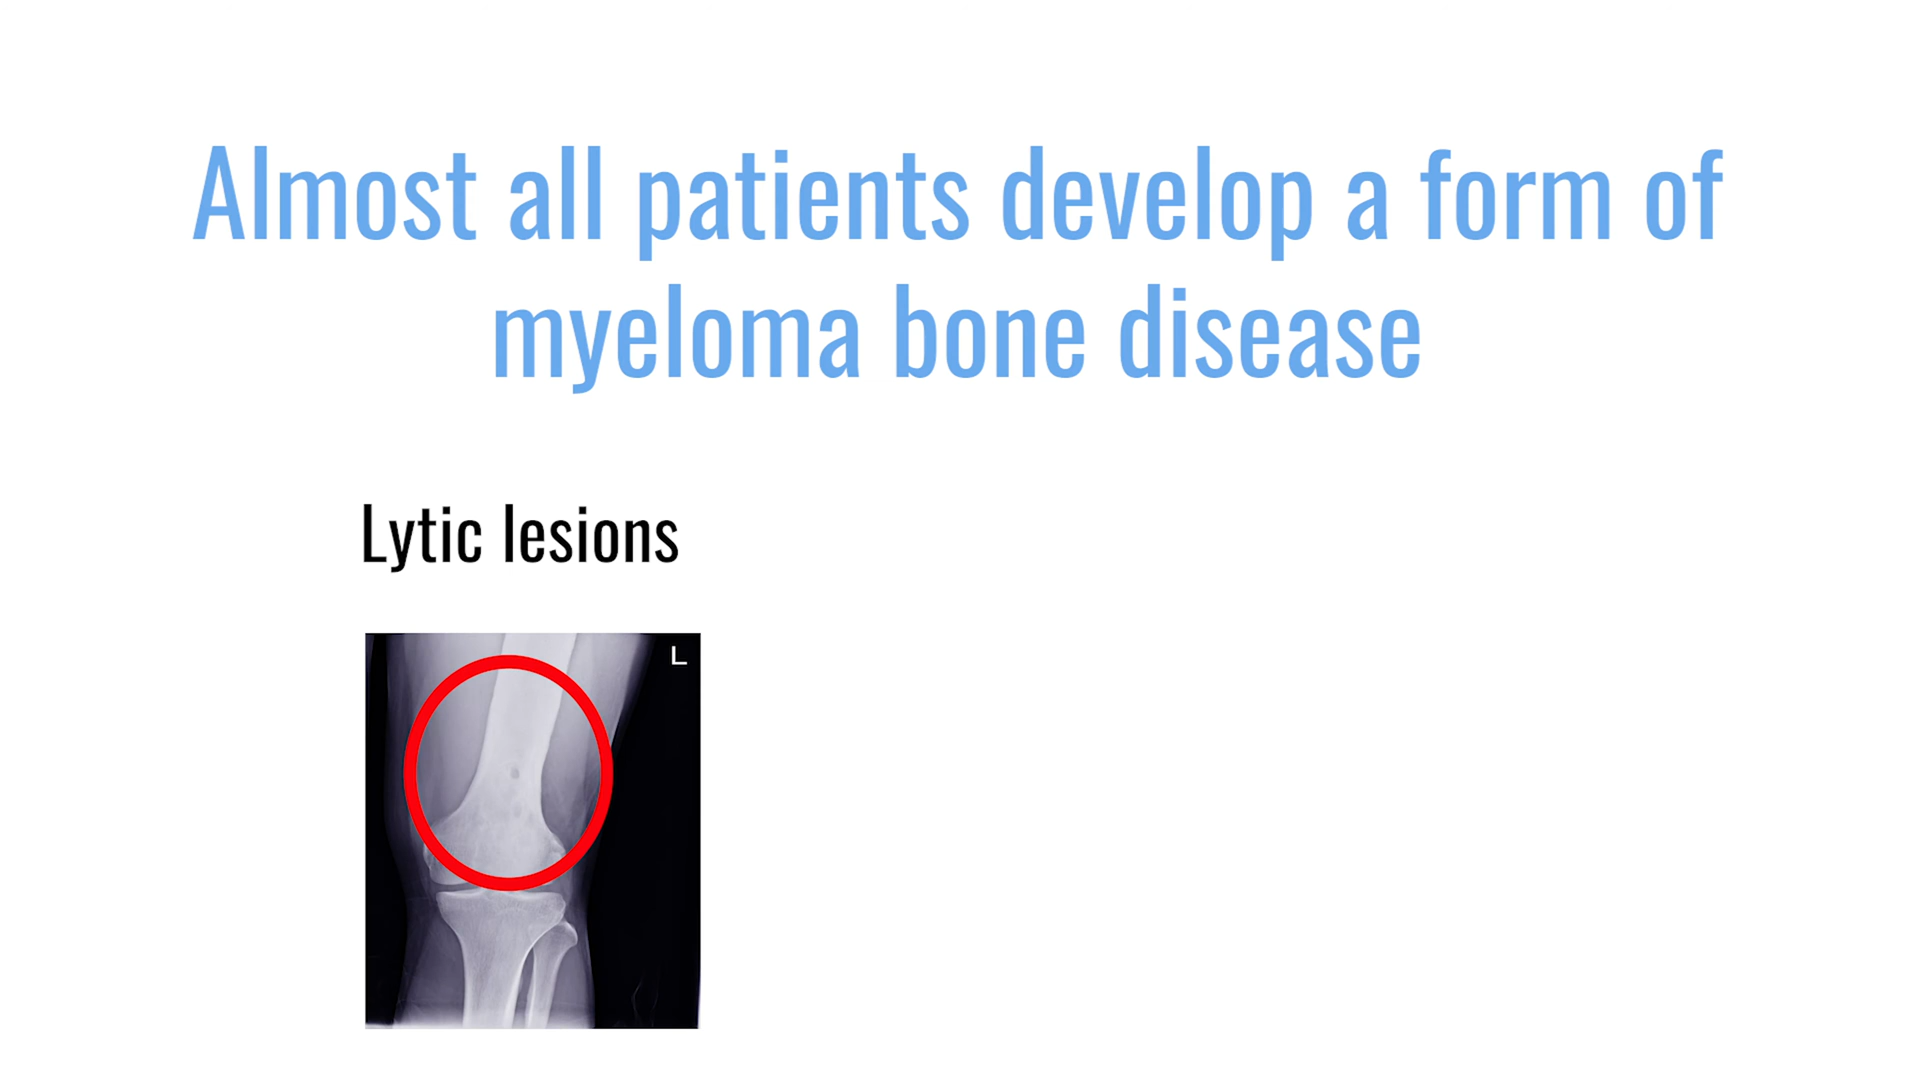 Almost all patients develop a form of
myeloma bone disease
Lytic lesions
L